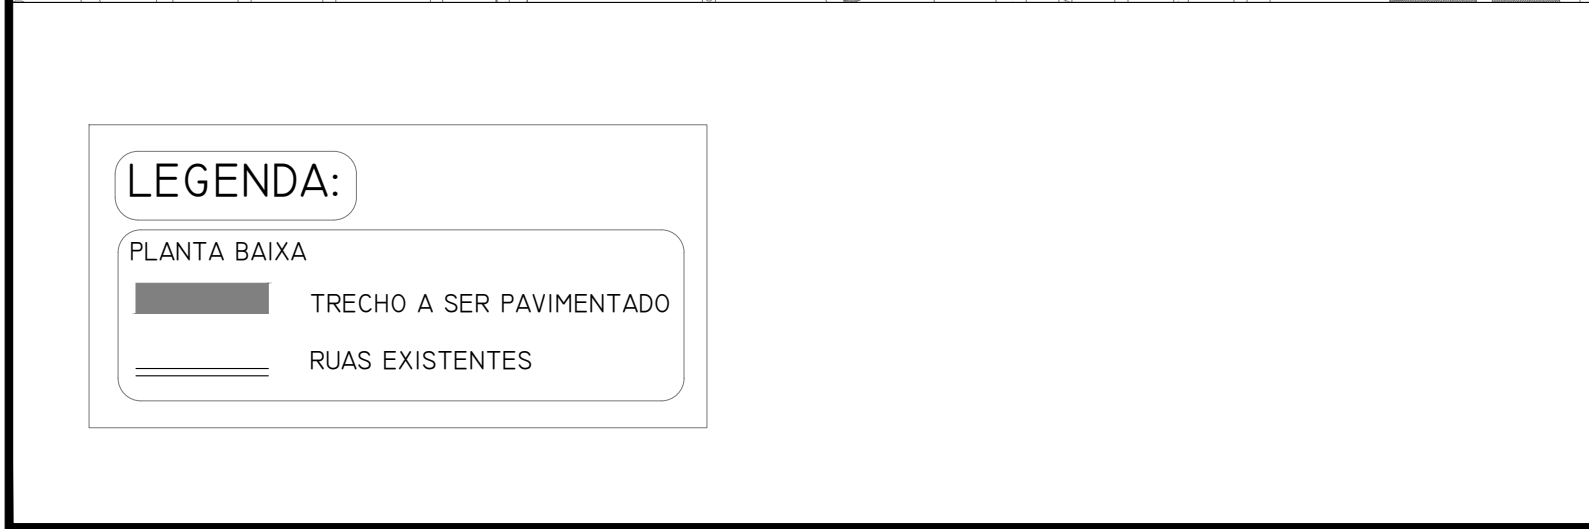 LEGENDA:
PLANTA BAIXA
TRECHO A SER PAVIMENTADO
RUAS EXISTENTES